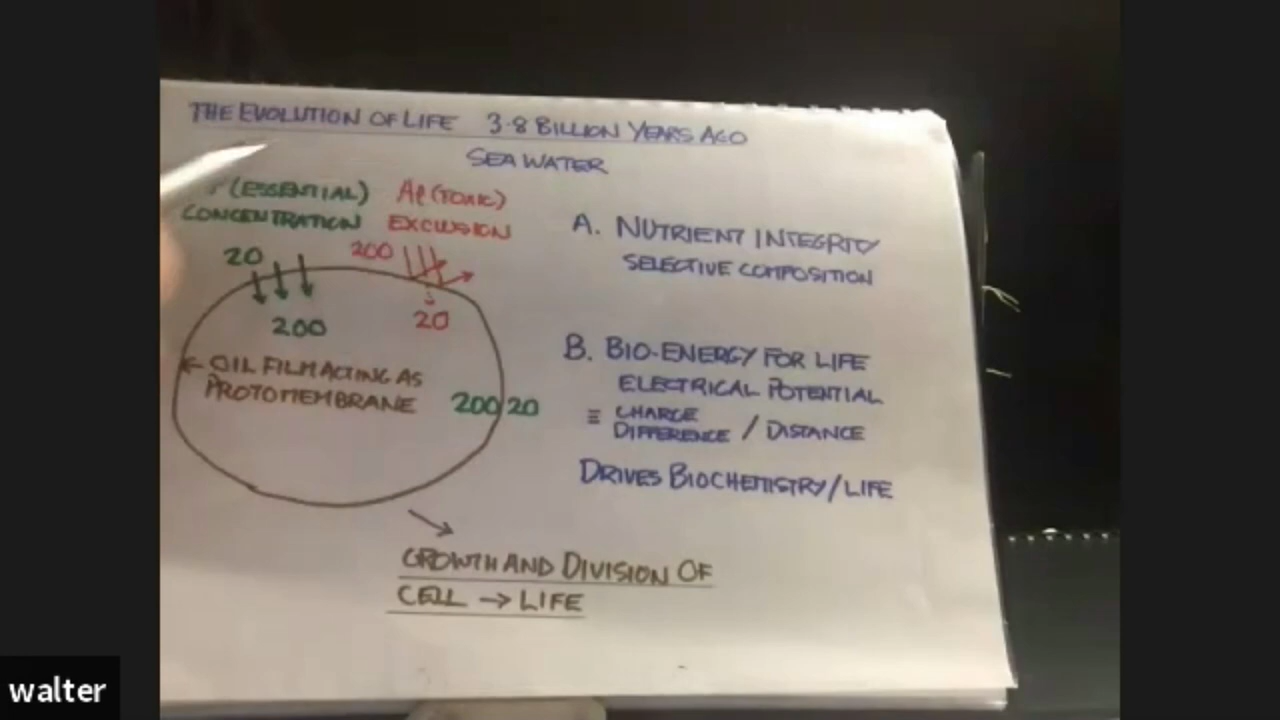 THE EVOLUTION OF LIFE 3.8 BILLION YEARS AGO
SEA WATER
(ESSENTIAL)
CONCENTRATION
20
200
Al (TOXIC)
EXCLUSION
200
20
← OIL FILM ACTING AS
PROTOMEMBRANE
200 20
A. NUTRIENT INTEGRITY
SELECTIVE COMPOSITION
B. BIO-ENERGY FOR LIFE
ELECTRICAL POTENTIAL
≡ CHARGE
DIFFERENCE / DISTANCE
DRIVES BIOCHEMISTRY/LIFE
GROWTH AND DIVISION OF
CELL → LIFE
walter